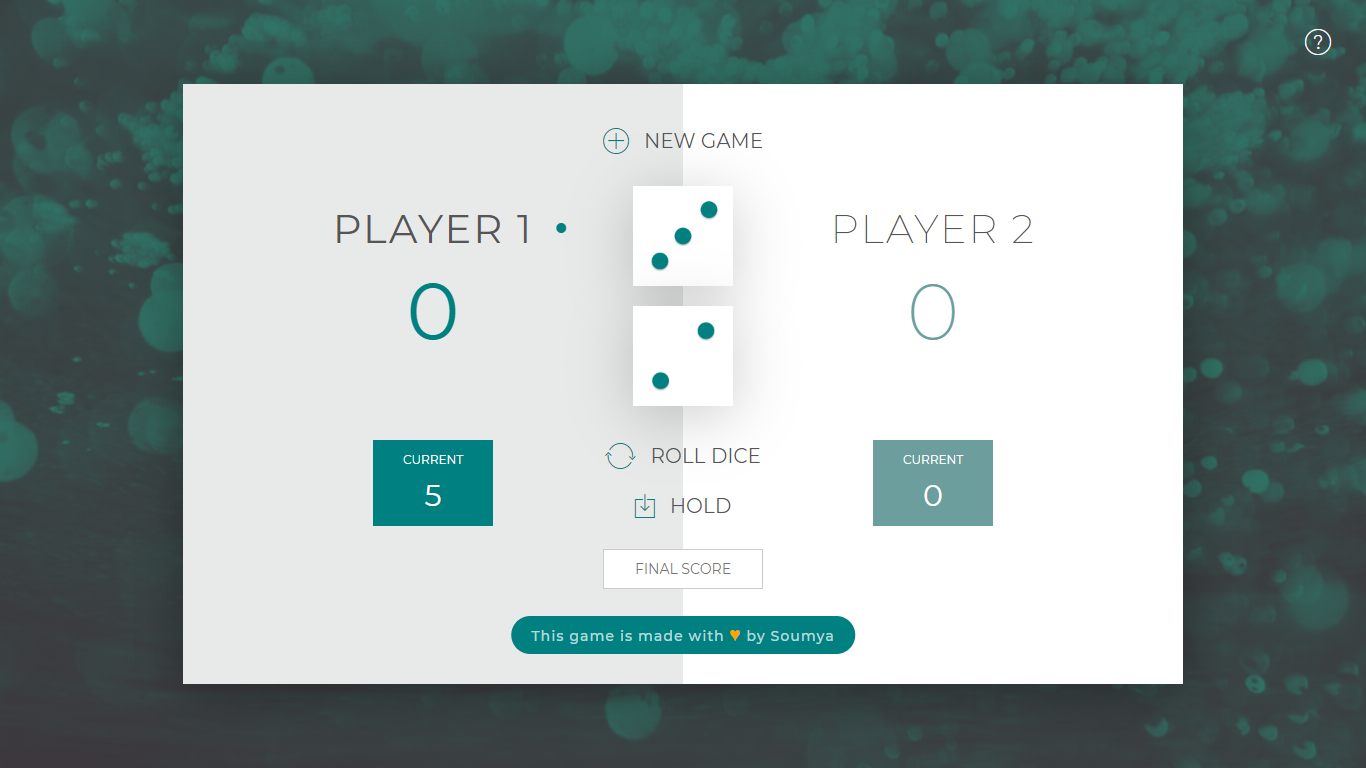 ?
NEW GAME
PLAYER 1
PLAYER 2
0
0
CURRENT
5
ROLL DICE
HOLD
CURRENT
0
FINAL SCORE
This game is made with ♥ by Soumya